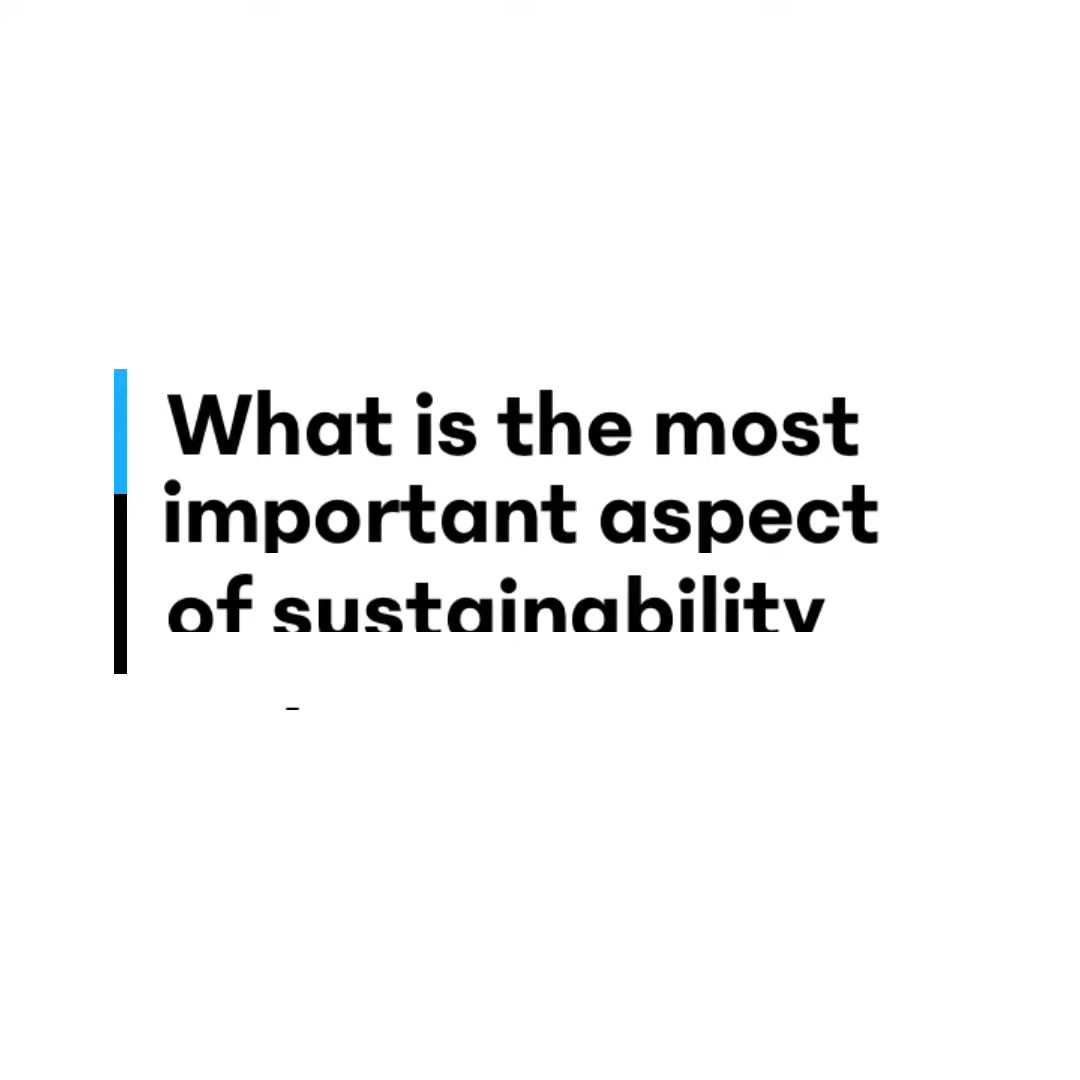 What is the most
important aspect
of sustainability